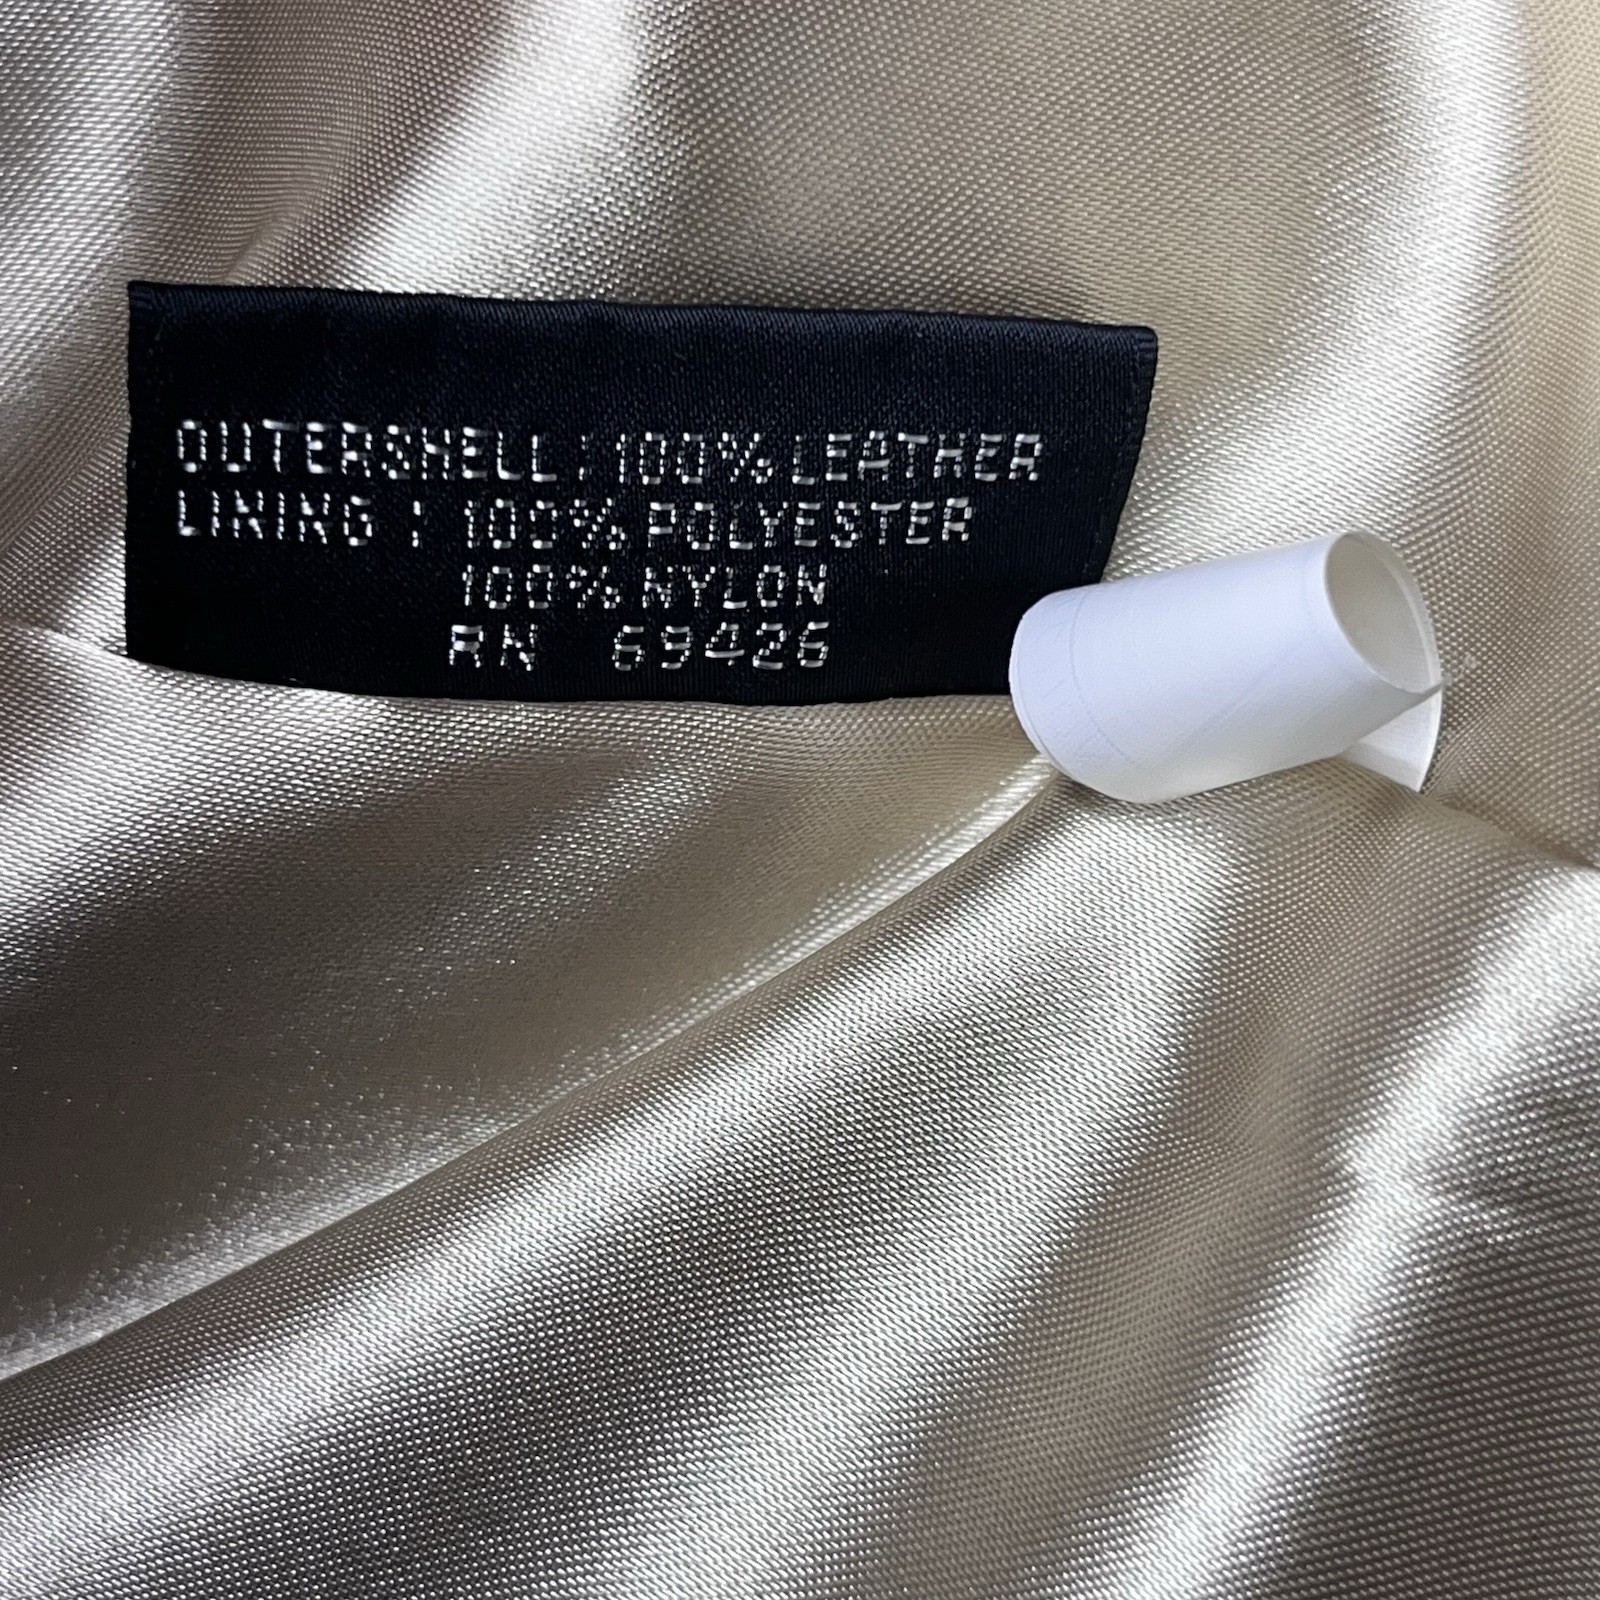 OUTERSHELL : 100% LEATHER
LINING : 100% POLYESTER
100% NYLON
RN 69426